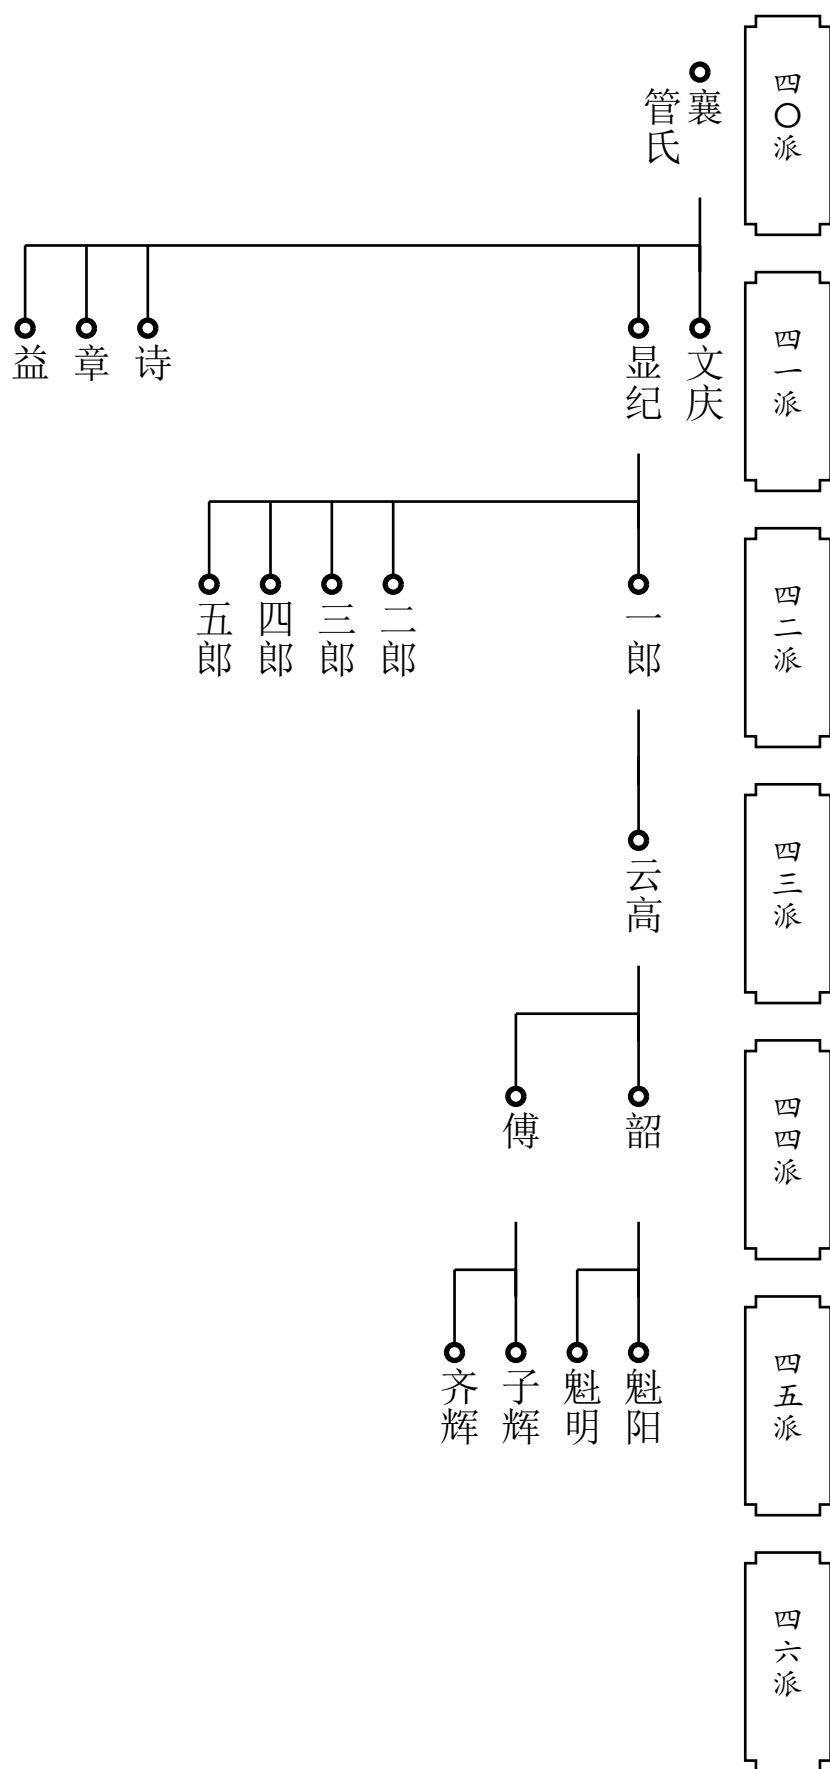 四〇派
襄
管氏
四一派
文庆
显纪
诗
章
益
四二派
一郎
二郎
三郎
四郎
五郎
四三派
云高
四四派
韶
傅
四五派
魁阳
魁明
子辉
齐辉
四六派